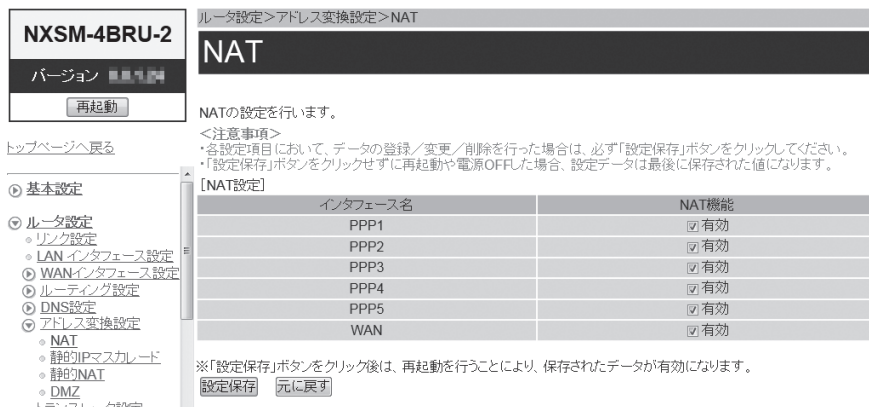 NXSM-4BRU-2
バージョン
再起動
トップページへ戻る
基本設定
ルータ設定
リンク設定
LAN インタフェース設定
WANインタフェース設定
ルーティング設定
DNS設定
アドレス変換設定
NAT
静的IPマスカレード
静的NAT
DMZ
ルータ設定>アドレス変換設定>NAT
NAT
NATの設定を行います。
<注意事項>
・各設定項目において、データの登録/変更/削除を行った場合は、必ず「設定保存」ボタンをクリックしてください。
・「設定保存」ボタンをクリックせずに再起動や電源OFFした場合、設定データは最後に保存された値になります。
[NAT設定]
インタフェース名 NAT機能
PPP1 有効
PPP2 有効
PPP3 有効
PPP4 有効
PPP5 有効
WAN 有効
※「設定保存」ボタンをクリック後は、再起動を行うことにより、保存されたデータが有効になります。
設定保存 元に戻す